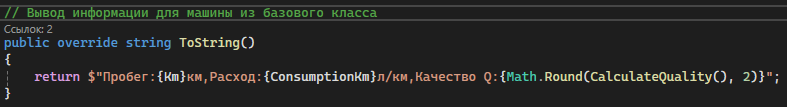 // Вывод информации для машины из базового класса
Ссылок: 2
public override string ToString()
{
return $"Пробег:{Km}км,Расход:{ConsumptionKm}л/км,Качество Q:{Math.Round(CalculateQuality(), 2)}";
}